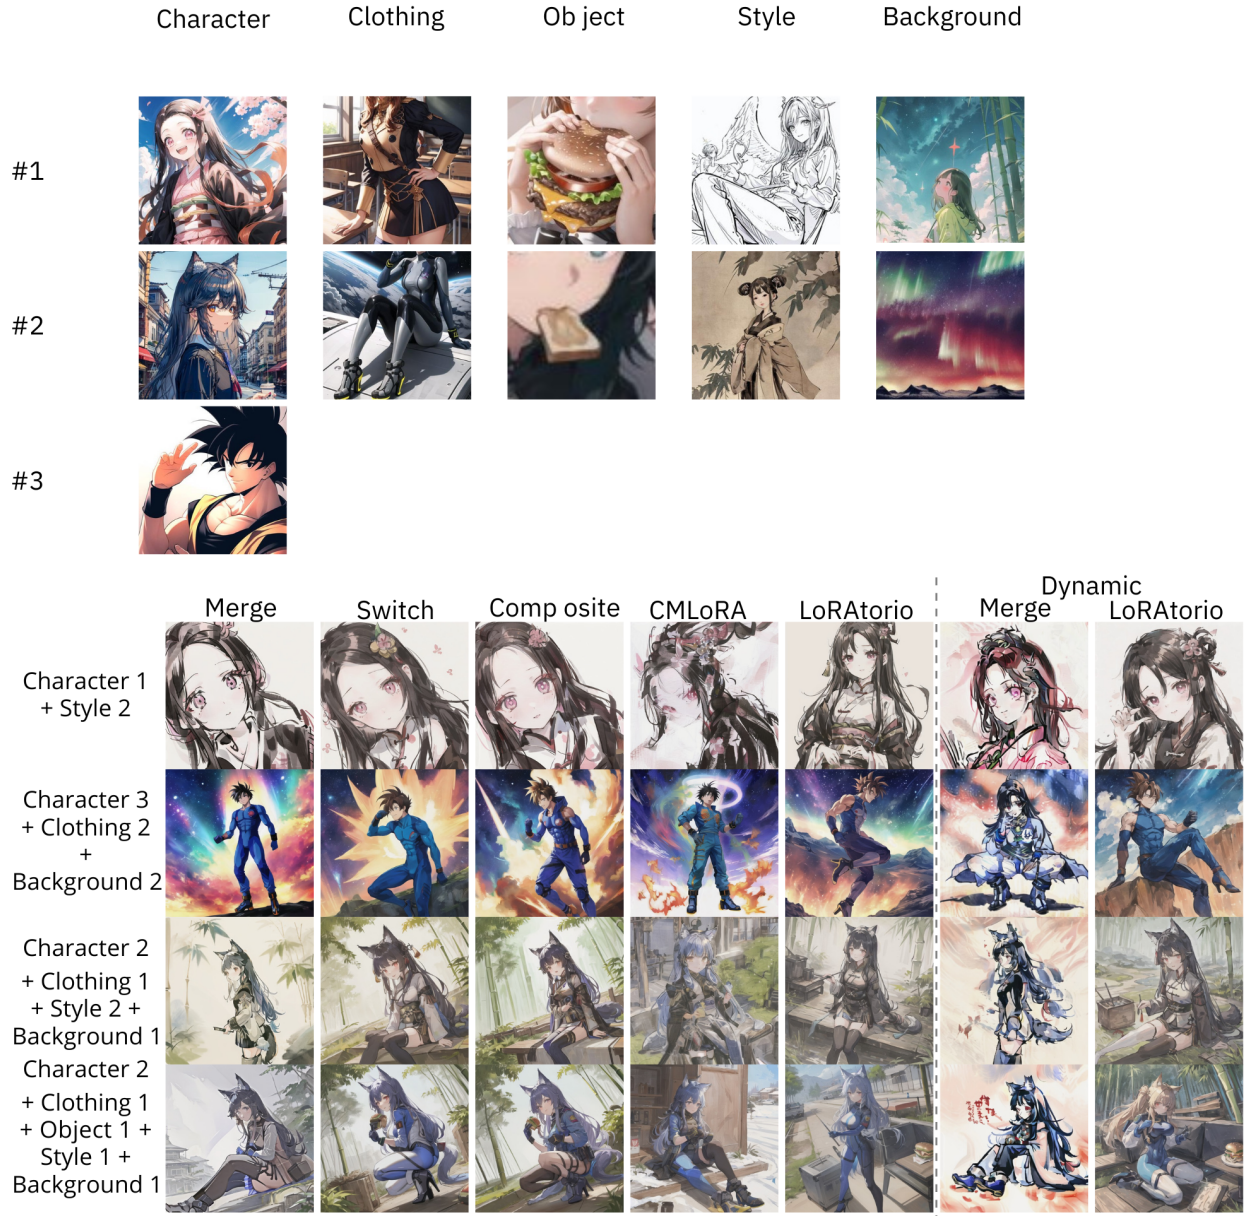 Character
Clothing
Ob ject
Style
Background
#1
#2
#3
Dynamic
Merge
Switch
Comp osite
CMLoRA
LoRAtorio
Merge
LoRAtorio
Character 1
+ Style 2
Character 3
+ Clothing 2
+
Background 2
Character 2
+ Clothing 1
+ Style 2 +
Background 1
Character 2
+ Clothing 1
+ Object 1 +
Style 1 +
Background 1